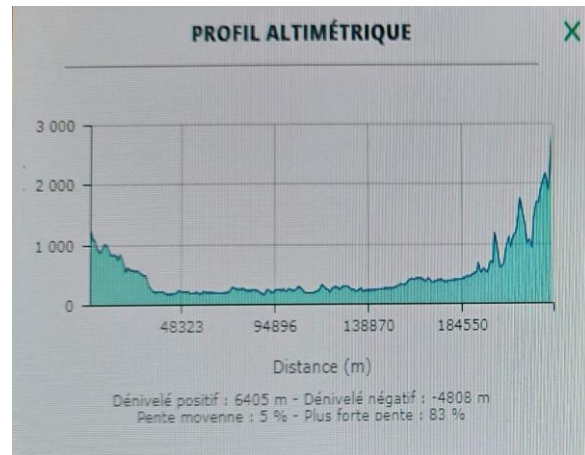 PROFIL ALTIMÉTRIQUE
X
3 000
2 000
1 000
0
48323 94896 138870 184550
Distance (m)
Dénivelé positif : 6405 m - Dénivelé négatif : -4808 m
Pente moyenne : 5 % - Plus forte pente : 83 %